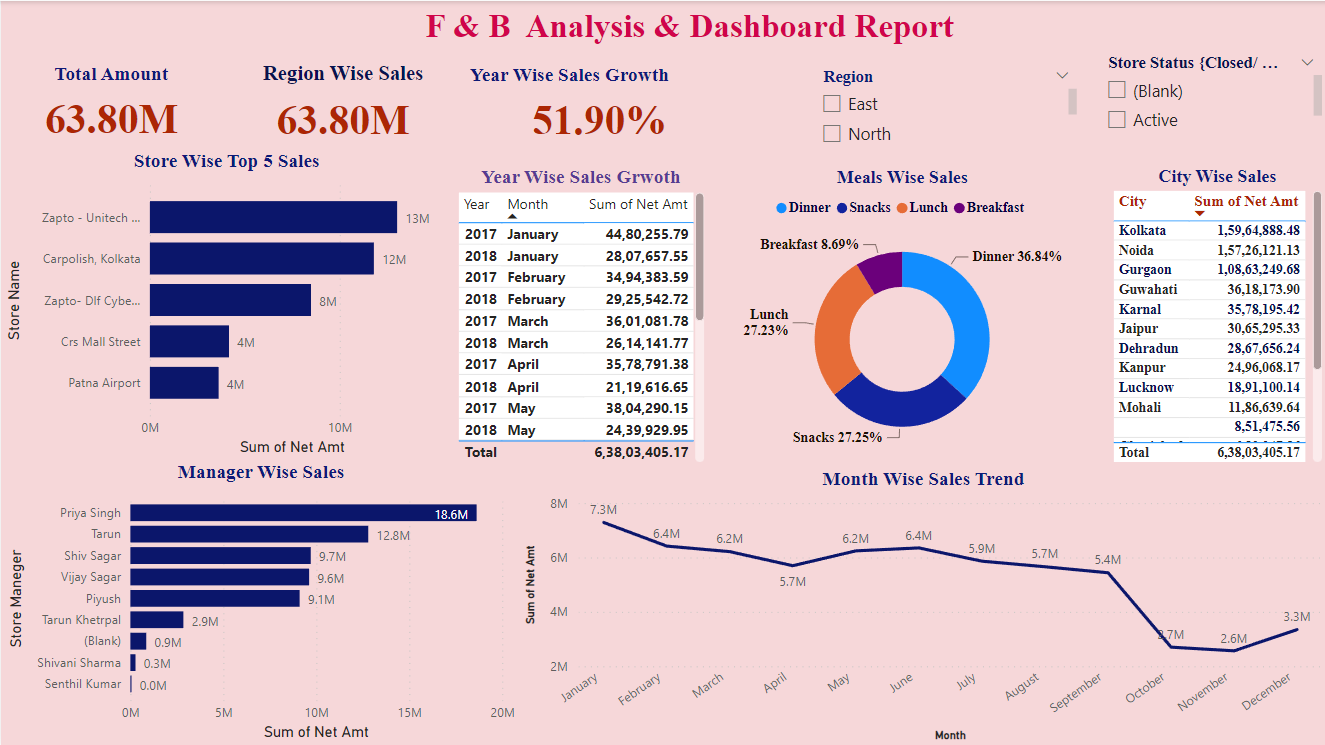 F & B Analysis & Dashboard Report
Total Amount
63.80M
Region Wise Sales
63.80M
Year Wise Sales Growth
51.90%
Region
East
North
Store Status {Closed/ ...
(Blank)
Active
Store Wise Top 5 Sales
Store Name
Zapto - Unitech ...
13M
Carpolish, Kolkata
12M
Zapto- Dlf Cybe...
8M
Crs Mall Street
4M
Patna Airport
4M
0M 10M
Sum of Net Amt
Year Wise Sales Grwoth
Year Month Sum of Net Amt
2017 January 44,80,255.79
2018 January 28,07,657.55
2017 February 34,94,383.59
2018 February 29,25,542.72
2017 March 36,01,081.78
2018 March 26,14,141.77
2017 April 35,78,791.38
2018 April 21,19,616.65
2017 May 38,04,290.15
2018 May 24,39,929.95
Total 6,38,03,405.17
Meals Wise Sales
Dinner Snacks Lunch Breakfast
Breakfast 8.69%
Dinner 36.84%
Lunch
27.23%
Snacks 27.25%
City Wise Sales
City Sum of Net Amt
Kolkata 1,59,64,888.48
Noida 1,57,26,121.13
Gurgaon 1,08,63,249.68
Guwahati 36,18,173.90
Karnal 35,78,195.42
Jaipur 30,65,295.33
Dehradun 28,67,656.24
Kanpur 24,96,068.17
Lucknow 18,91,100.14
Mohali 11,86,639.64
8,51,475.56
Total 6,38,03,405.17
Manager Wise Sales
Store Maneger
Priya Singh 18.6M
Tarun 12.8M
Shiv Sagar 9.7M
Vijay Sagar 9.6M
Piyush 9.1M
Tarun Khetrpal 2.9M
(Blank) 0.9M
Shivani Sharma 0.3M
Senthil Kumar 0.0M
0M 5M 10M 15M 20M
Sum of Net Amt
Month Wise Sales Trend
Sum of Net Amt
8M
6M
4M
2M
7.3M
6.4M
6.2M
5.7M
6.2M
6.4M
5.9M
5.7M
5.4M
2.7M
2.6M
3.3M
January February March April May June July August September October November December
Month